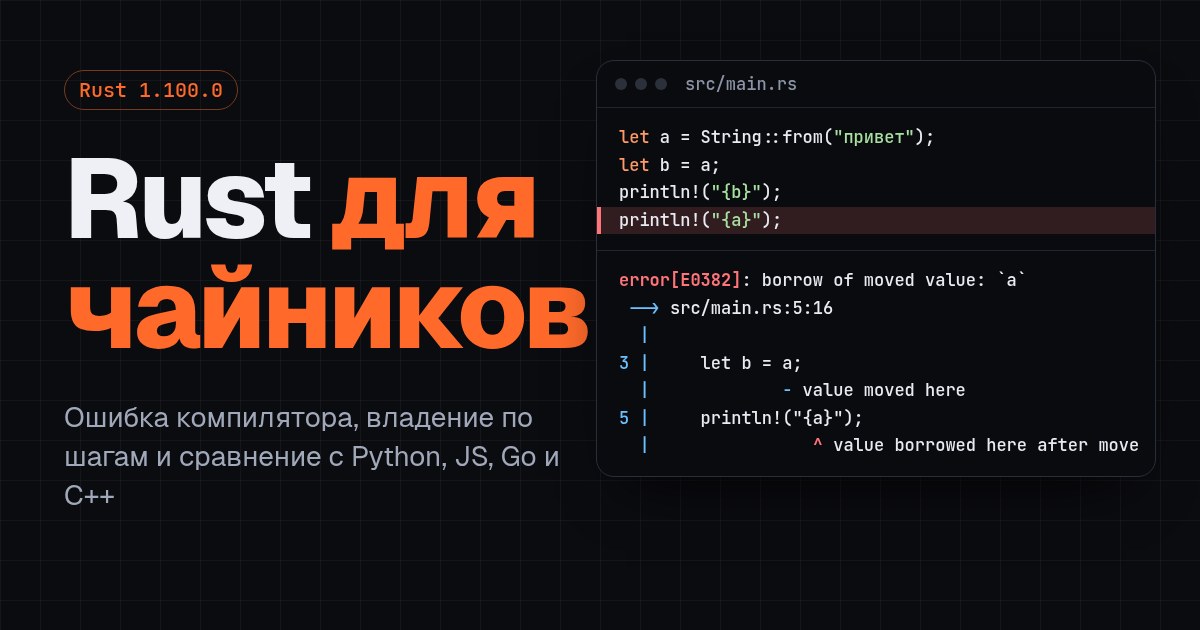 Rust 1.100.0
Rust для
чайников
Ошибка компилятора, владение по
шагам и сравнение с Python, JS, Go и
C++
src/main.rs
let a = String::from("привет");
let b = a;
println!("{b}");
println!("{a}");
error[E0382]: borrow of moved value: `a`
 --> src/main.rs:5:16
  |
3 |     let b = a;
  |             - value moved here
5 |     println!("{a}");
  |                ^ value borrowed here after move